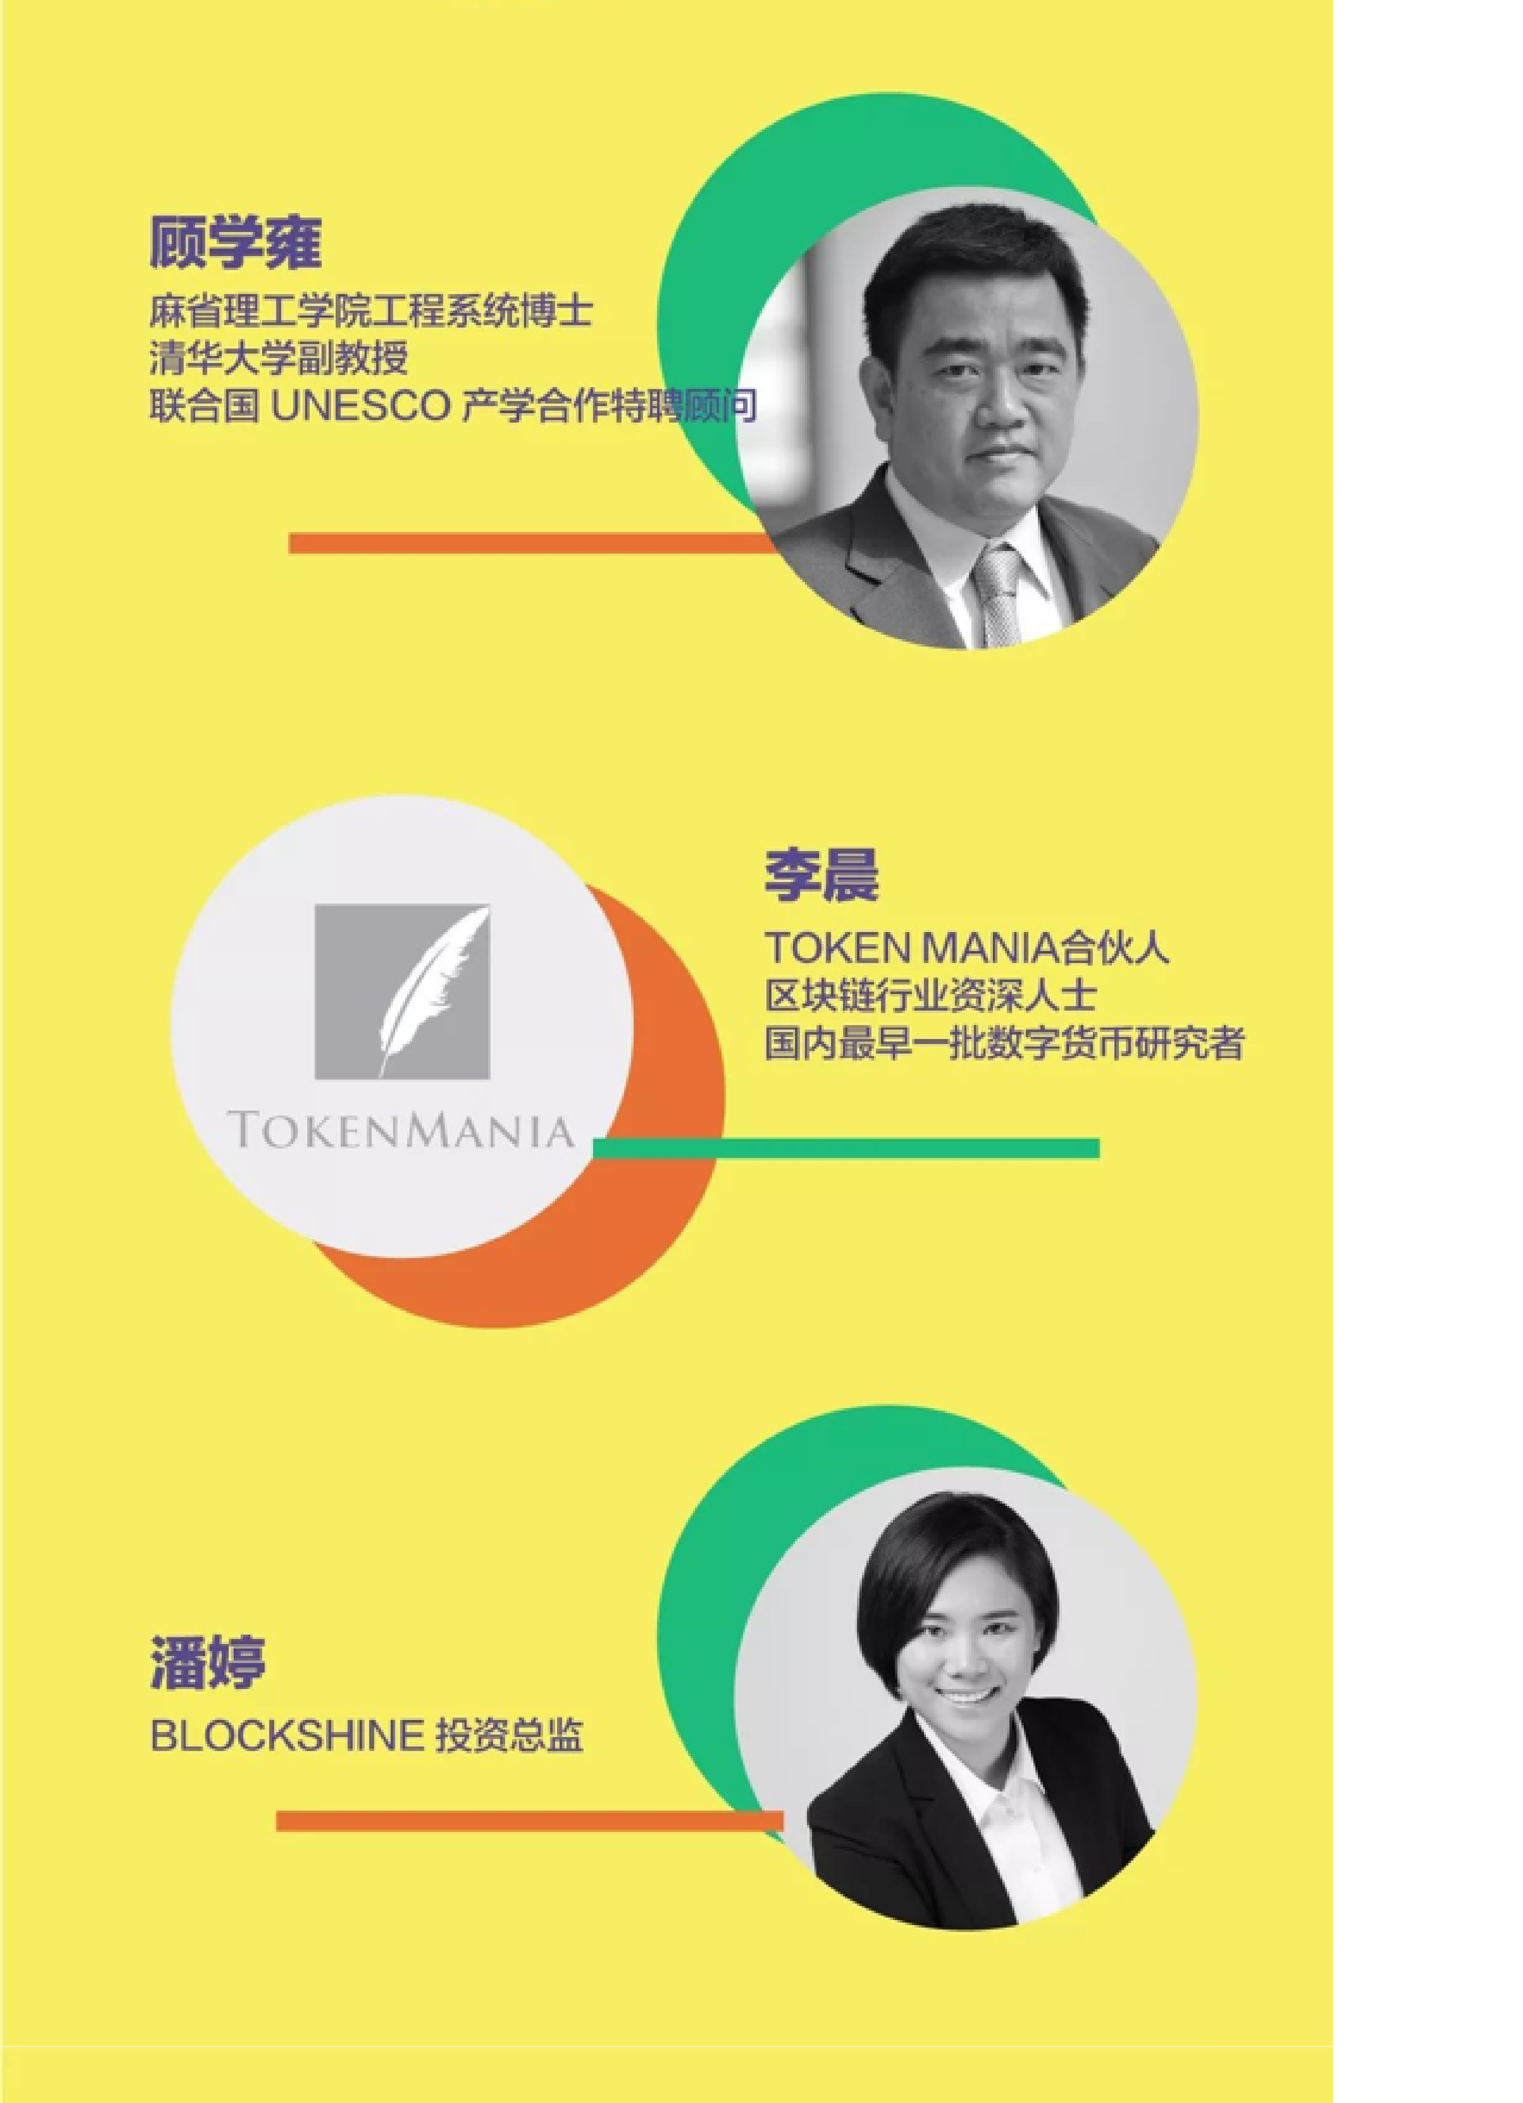 顾学雍
麻省理工学院工程系统博士
清华大学副教授
联合国 UNESCO 产学合作特聘顾问
李晨
TOKEN MANIA合伙人
区块链行业资深人士
国内最早一批数字货币研究者
TOKENMANIA
潘婷
BLOCKSHINE 投资总监